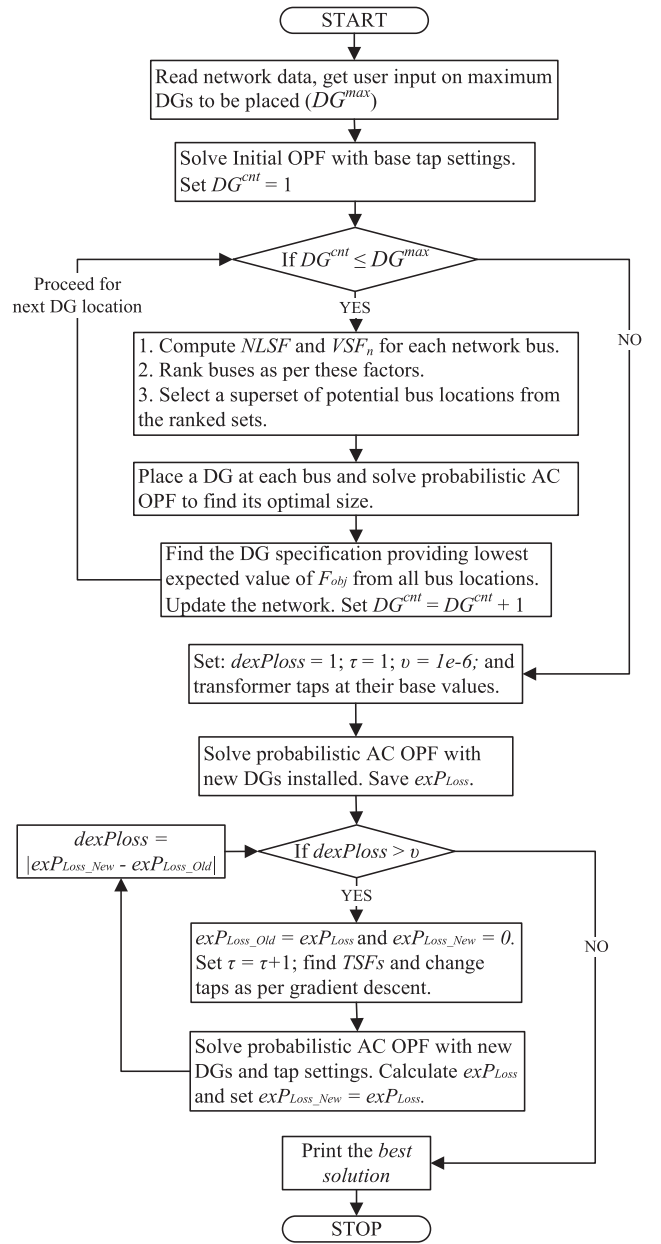 START
Read network data, get user input on maximum
DGs to be placed (DG^max)
Solve Initial OPF with base tap settings.
Set DG^cnt = 1
If DG^cnt ≤ DG^max
Proceed for
next DG location
YES
NO
1. Compute NLSF and VSF_n for each network bus.
2. Rank buses as per these factors.
3. Select a superset of potential bus locations from
the ranked sets.
Place a DG at each bus and solve probabilistic AC
OPF to find its optimal size.
Find the DG specification providing lowest
expected value of F_obj from all bus locations.
Update the network. Set DG^cnt = DG^cnt + 1
Set: dexPloss = 1; τ = 1; υ = 1e-6; and
transformer taps at their base values.
Solve probabilistic AC OPF with
new DGs installed. Save exP_Loss.
dexPloss =
|exP_Loss_New - exP_Loss_Old|
If dexPloss > υ
YES
NO
exP_Loss_Old = exP_Loss and exP_Loss_New = 0.
Set τ = τ+1; find TSFs and change
taps as per gradient descent.
Solve probabilistic AC OPF with new
DGs and tap settings. Calculate exP_Loss
and set exP_Loss_New = exP_Loss.
Print the best
solution
STOP